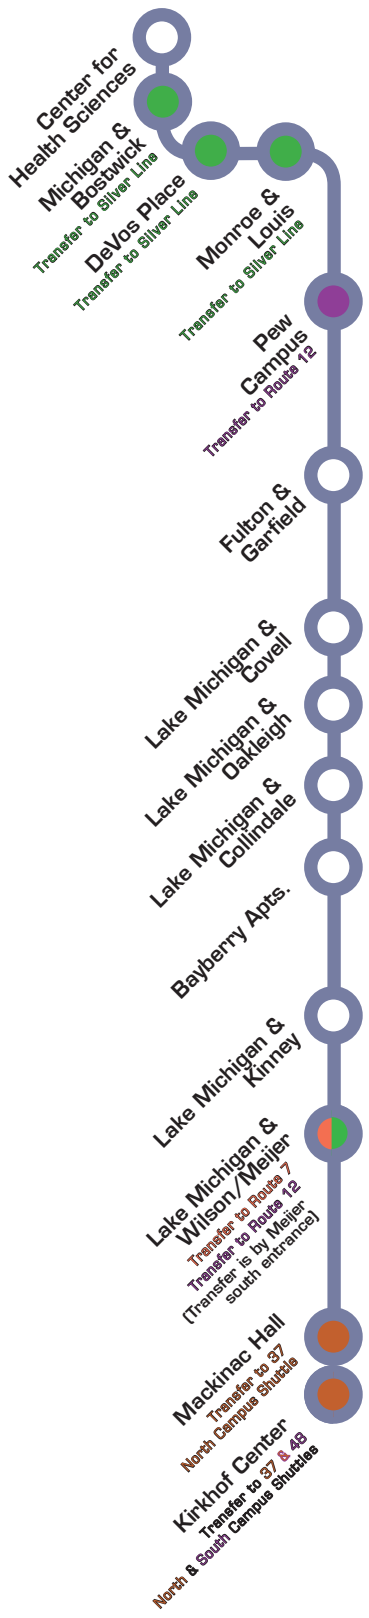 Center for
Health Sciences
Michigan &
Bostwick
Transfer to Silver Line
DeVos Place
Transfer to Silver Line
Monroe &
Louis
Transfer to Silver Line
Pew
Campus
Transfer to Route 12
Fulton &
Garfield
Lake Michigan &
Covell
Lake Michigan &
Oakleigh
Lake Michigan &
Collindale
Bayberry Apts.
Lake Michigan &
Kinney
Lake Michigan &
Wilson/Meijer
Transfer to Route 7
Transfer to Route 12
(Transfer is by Meijer
south entrance)
Mackinac Hall
Transfer to 37
North Campus Shuttle
Kirkhof Center
Transfer to 37 & 48
North & South Campus Shuttles